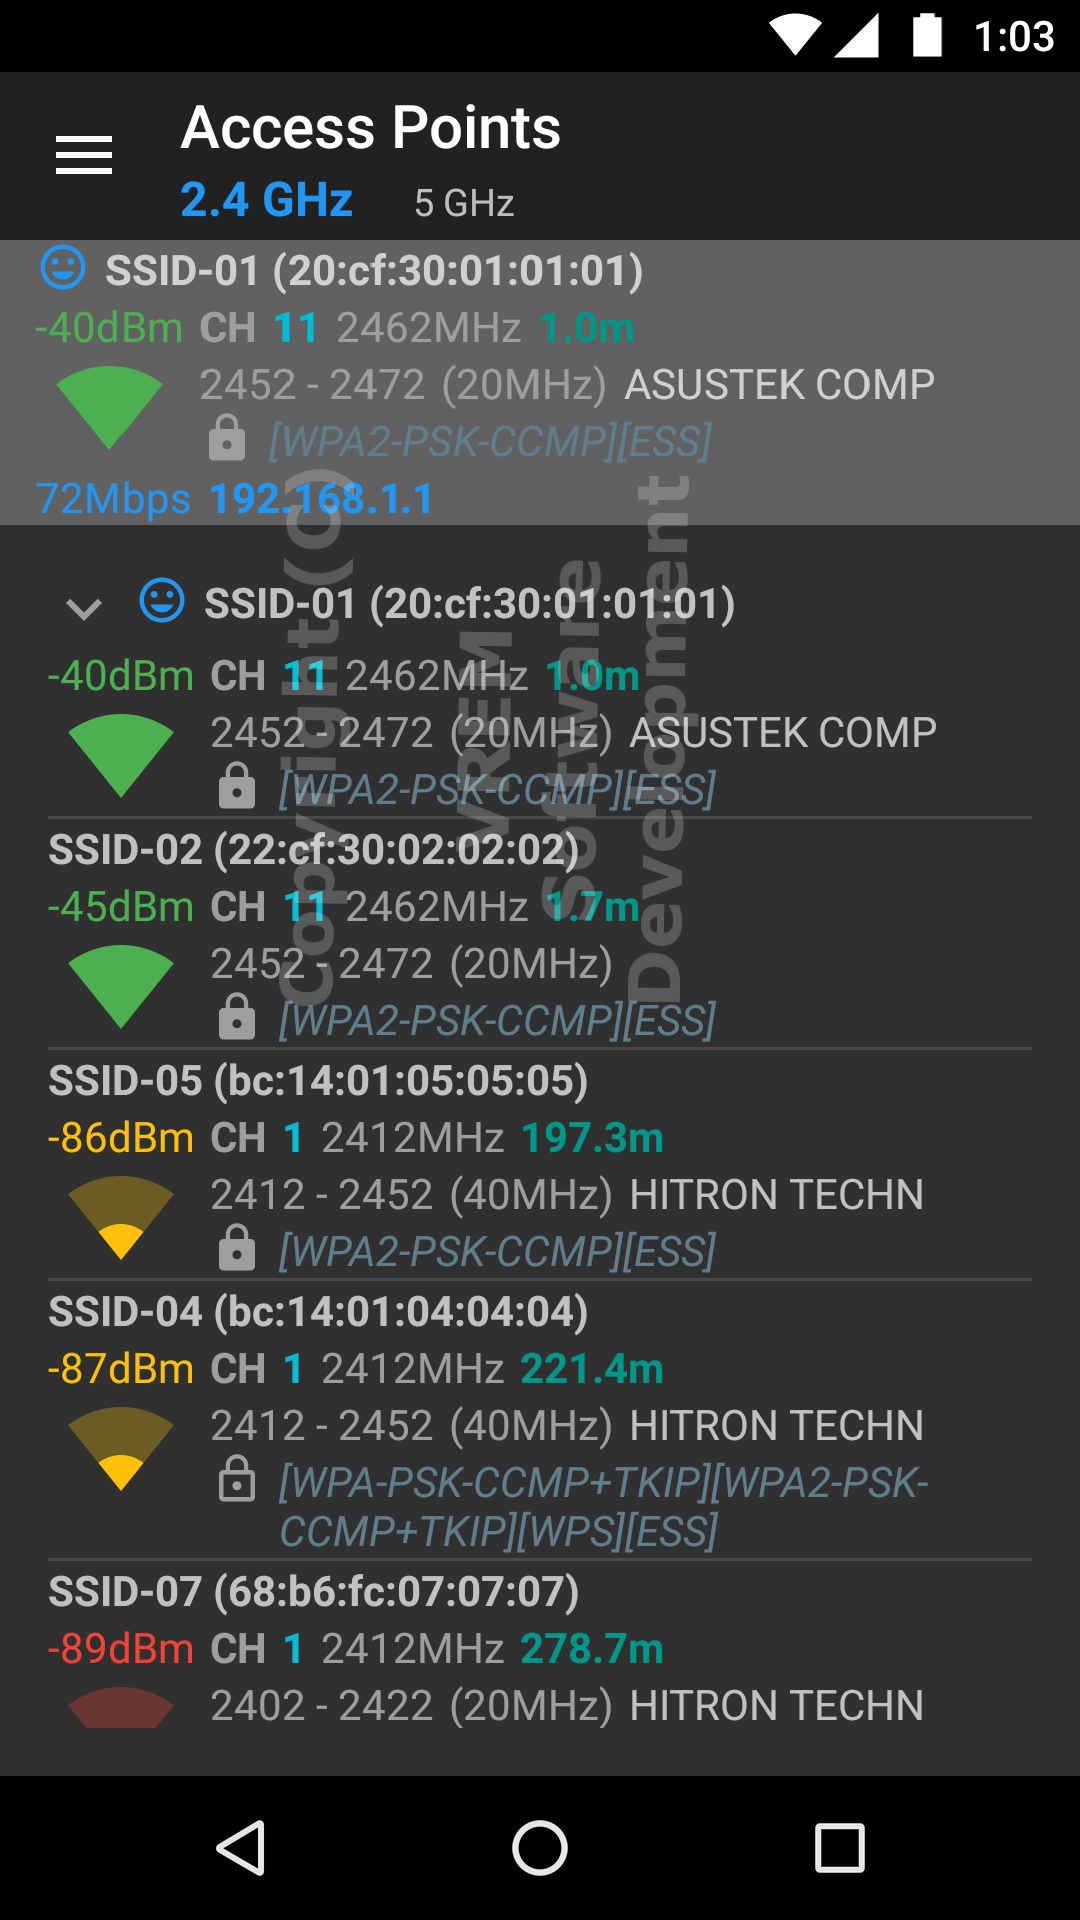 1:03
Access Points
2.4 GHz 5 GHz
SSID-01 (20:cf:30:01:01:01)
-40dBm CH 11 2462MHz 1.0m
2452 - 2472 (20MHz) ASUSTEK COMP
[WPA2-PSK-CCMP][ESS]
72Mbps 192.168.1.1
SSID-01 (20:cf:30:01:01:01)
-40dBm CH 11 2462MHz 1.0m
2452 - 2472 (20MHz) ASUSTEK COMP
[WPA2-PSK-CCMP][ESS]
SSID-02 (22:cf:30:02:02:02)
-45dBm CH 11 2462MHz 1.7m
2452 - 2472 (20MHz)
[WPA2-PSK-CCMP][ESS]
SSID-05 (bc:14:01:05:05:05)
-86dBm CH 1 2412MHz 197.3m
2412 - 2452 (40MHz) HITRON TECHN
[WPA2-PSK-CCMP][ESS]
SSID-04 (bc:14:01:04:04:04)
-87dBm CH 1 2412MHz 221.4m
2412 - 2452 (40MHz) HITRON TECHN
[WPA-PSK-CCMP+TKIP][WPA2-PSK-
CCMP+TKIP][WPS][ESS]
SSID-07 (68:b6:fc:07:07:07)
-89dBm CH 1 2412MHz 278.7m
2402 - 2422 (20MHz) HITRON TECHN
Copyright (C)
VREM
Software
Development